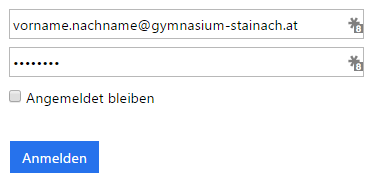 vorname.nachname@gymnasium-stainach.at
••••••••
Angemeldet bleiben
Anmelden